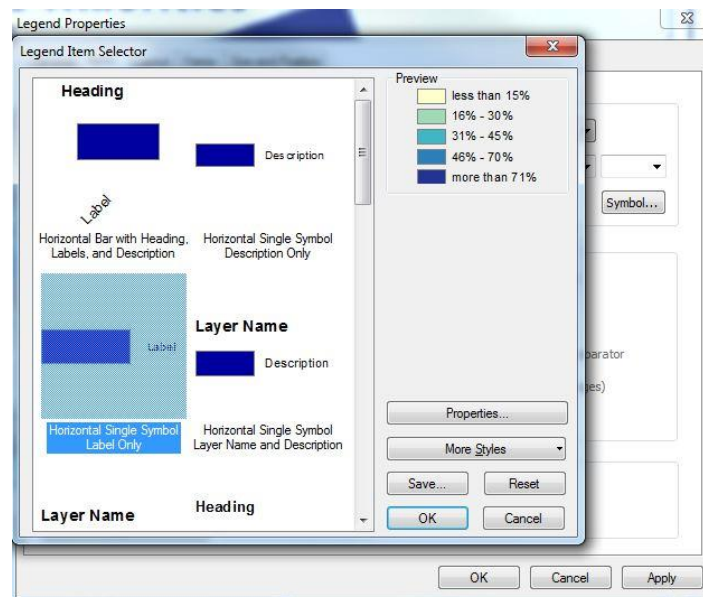 Legend Properties
Legend Item Selector
Heading
Description
Label
Horizontal Bar with Heading,
Labels, and Description
Horizontal Single Symbol
Description Only
Label
Horizontal Single Symbol
Label Only
Layer Name
Description
Horizontal Single Symbol
Layer Name and Description
Layer Name
Heading
Preview
less than 15%
16% - 30%
31% - 45%
46% - 70%
more than 71%
Symbol...
parator
ges)
Properties...
More Styles
Save...
Reset
OK
Cancel
OK
Cancel
Apply